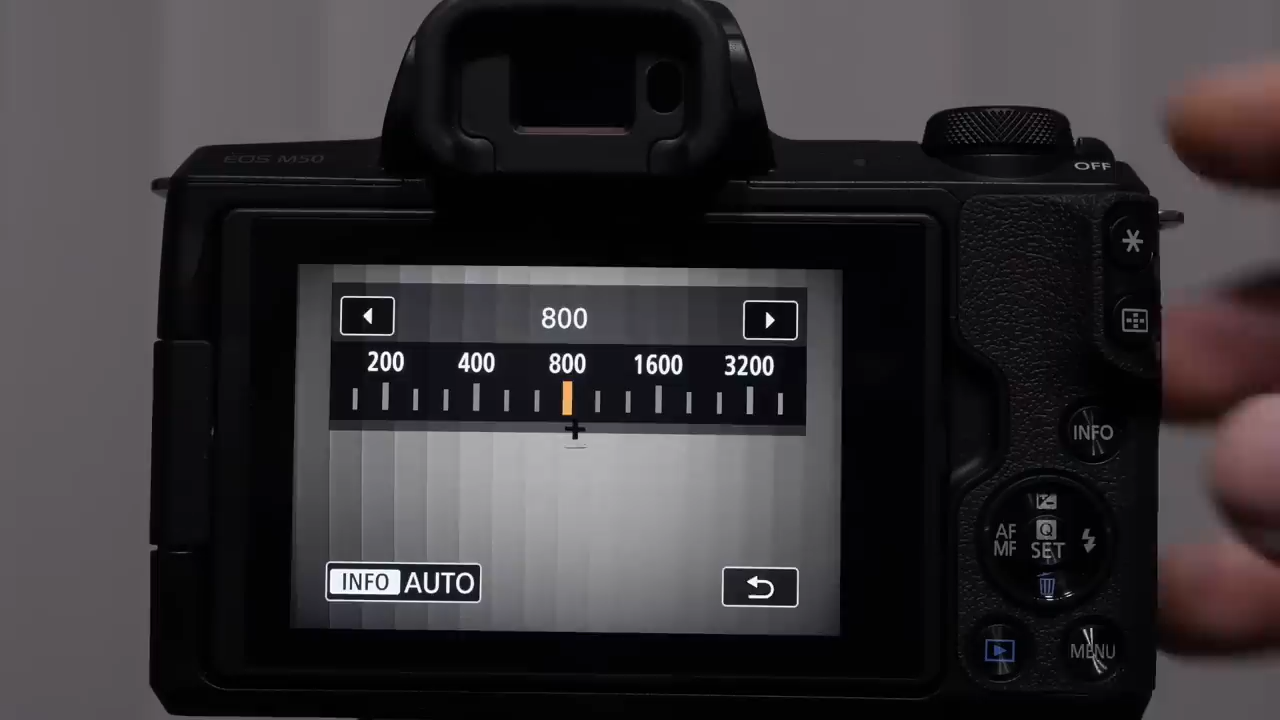 EOS M50
OFF
800
200 400 800 1600 3200
INFO
AF
MF
Q
SET
INFO AUTO
MENU